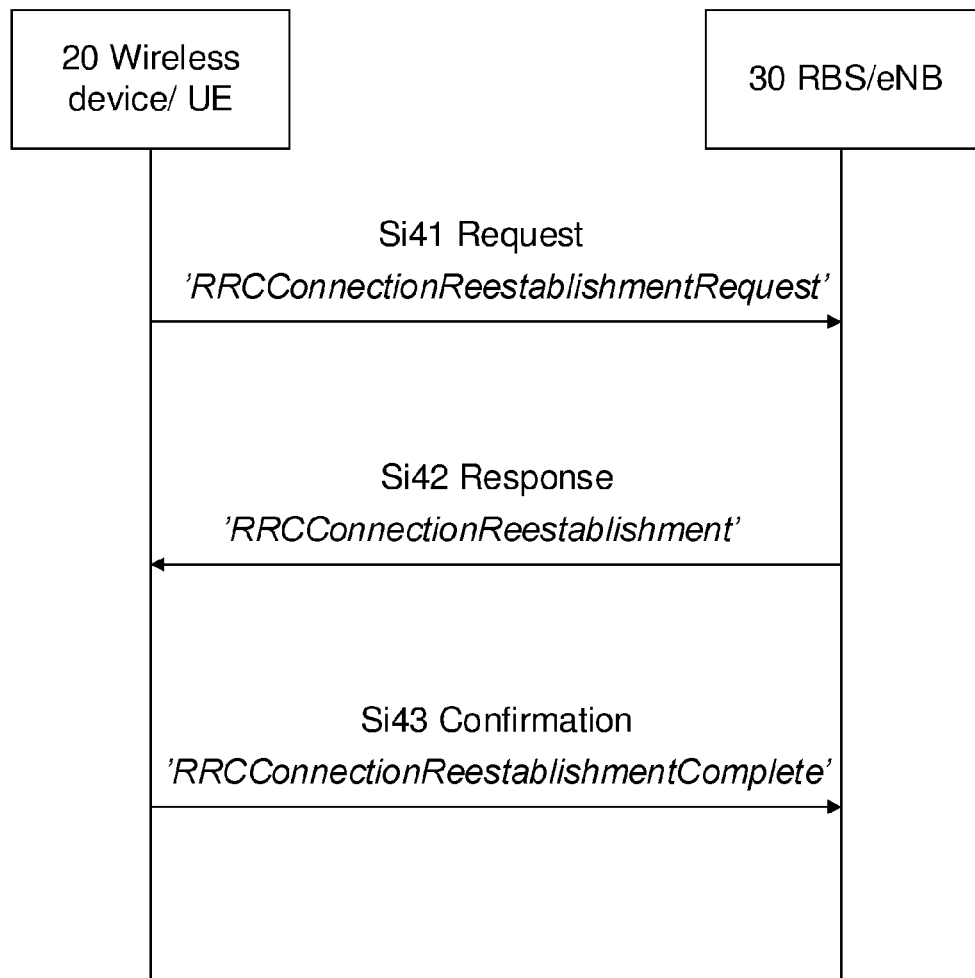 20 Wireless
device/ UE
30 RBS/eNB
Si41 Request
'RRCConnectionReestablishmentRequest'
Si42 Response
'RRCConnectionReestablishment'
Si43 Confirmation
'RRCConnectionReestablishmentComplete'